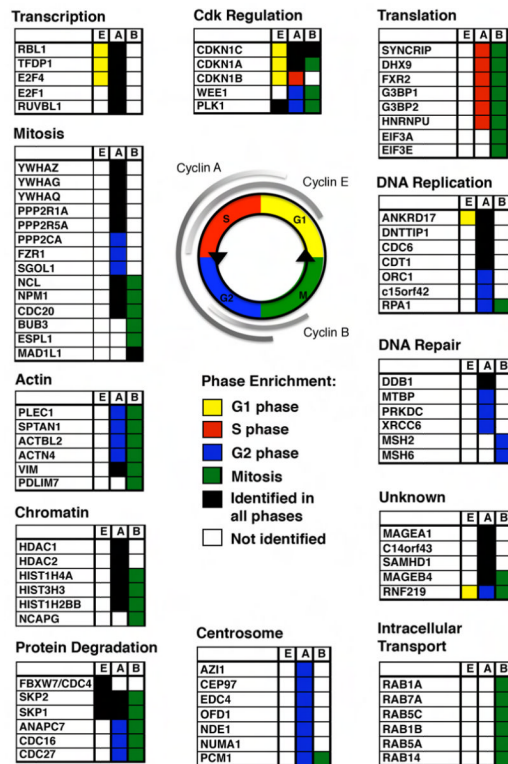 Transcription
E A B
RBL1
TFDP1
E2F4
E2F1
RUVBL1
Cdk Regulation
E A B
CDKN1C
CDKN1A
CDKN1B
WEE1
PLK1
Translation
E A B
SYNCRIP
DHX9
FXR2
G3BP1
G3BP2
HNRNPU
EIF3A
EIF3E
Mitosis
E A B
YWHAZ
YWHAG
YWHAQ
PPP2R1A
PPP2R5A
PPP2CA
FZR1
SGOL1
NCL
NPM1
CDC20
BUB3
ESPL1
MAD1L1
Cyclin A
Cyclin E
S
G1
G2
M
Cyclin B
DNA Replication
E A B
ANKRD17
DNTTIP1
CDC6
CDT1
ORC1
c15orf42
RPA1
DNA Repair
E A B
DDB1
MTBP
PRKDC
XRCC6
MSH2
MSH6
Actin
E A B
PLEC1
SPTAN1
ACTBL2
ACTN4
VIM
PDLIM7
Phase Enrichment:
G1 phase
S phase
G2 phase
Mitosis
Identified in
all phases
Not identified
Unknown
E A B
MAGEA1
C14orf43
SAMHD1
MAGEB4
RNF219
Chromatin
E A B
HDAC1
HDAC2
HIST1H4A
HIST3H3
HIST1H2BB
NCAPG
Protein Degradation
E A B
FBXW7/CDC4
SKP2
SKP1
ANAPC7
CDC16
CDC27
Centrosome
E A B
AZI1
CEP97
EDC4
OFD1
NDE1
NUMA1
PCM1
Intracellular
Transport
E A B
RAB1A
RAB7A
RAB5C
RAB1B
RAB5A
RAB14